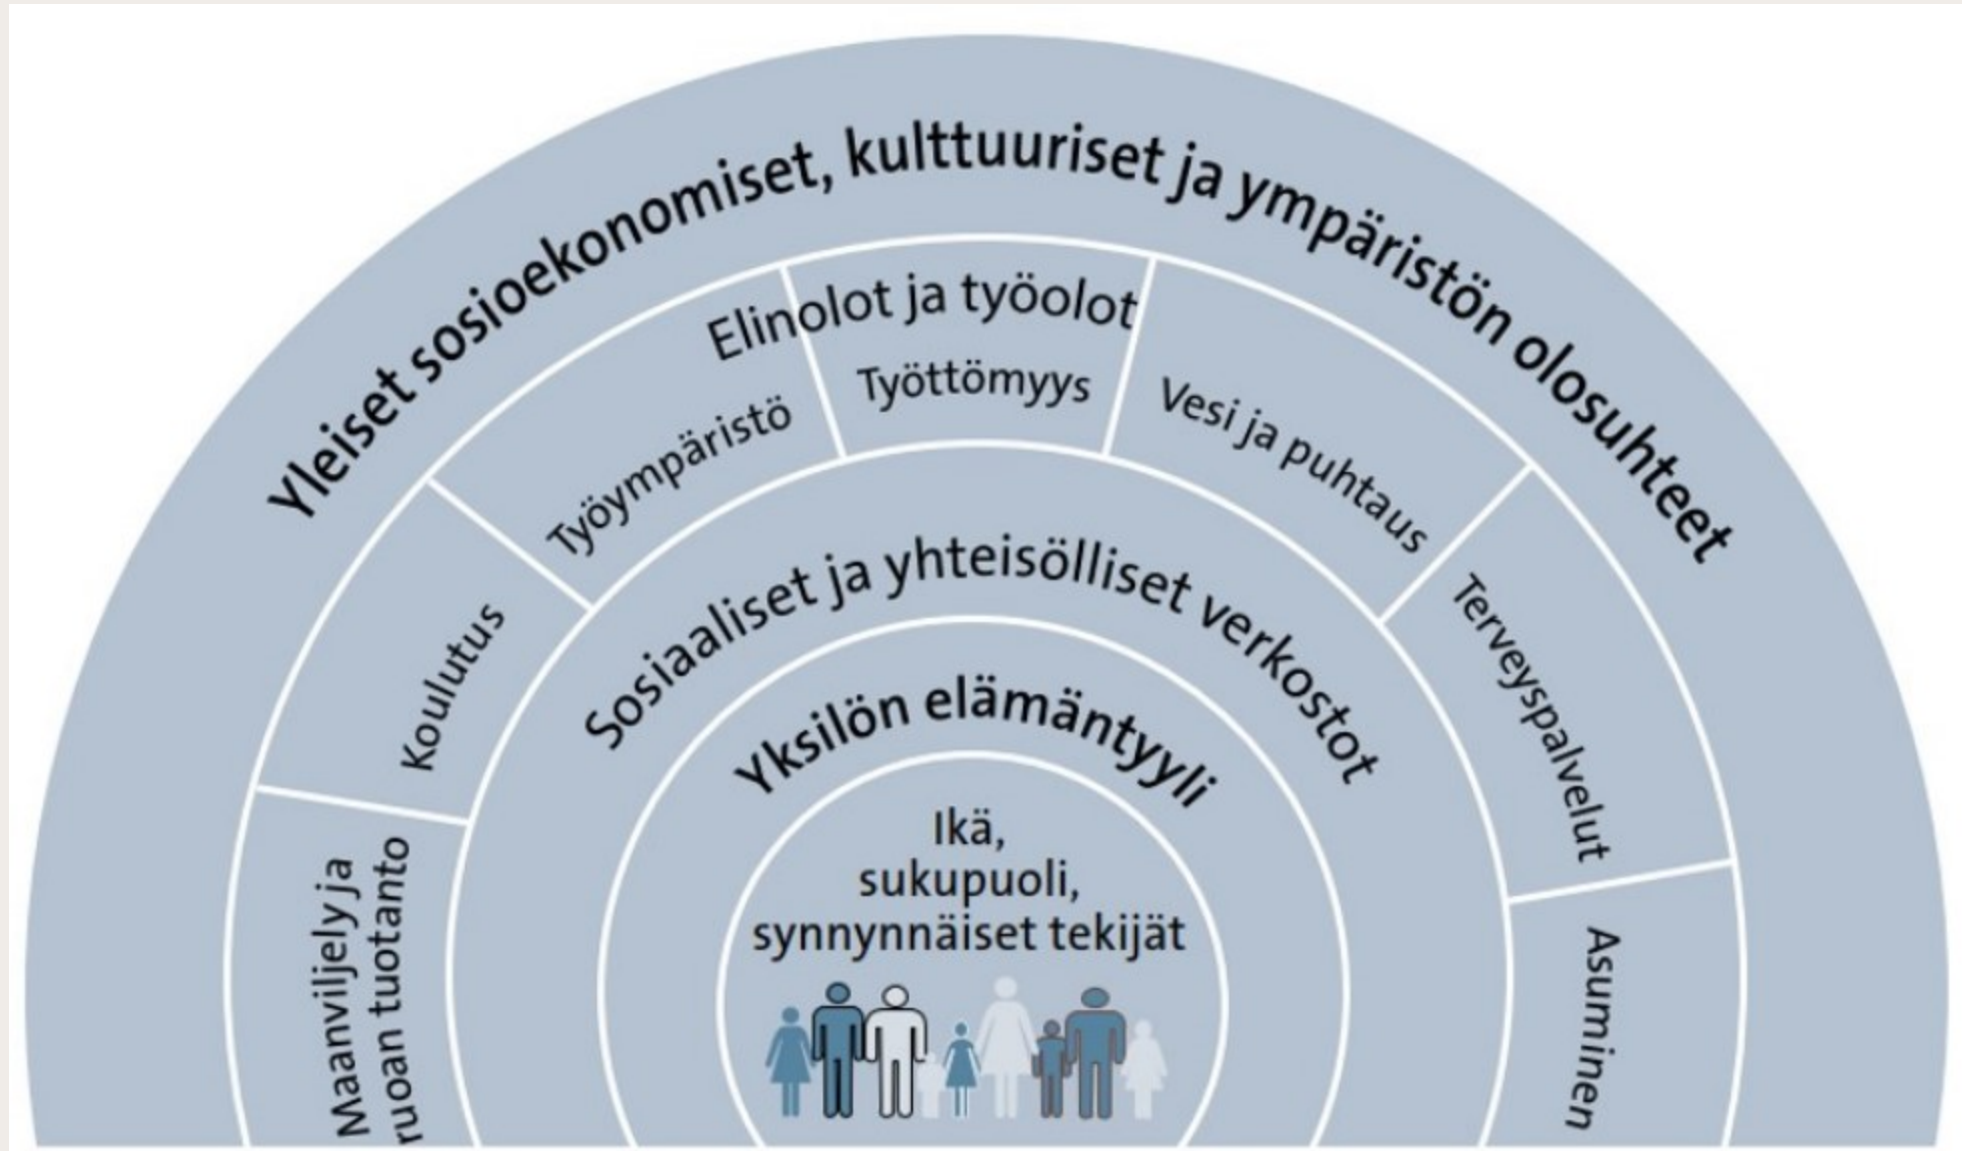 Yleiset sosioekonomiset, kulttuuriset ja ympäristön olosuhteet
Elinolot ja työolot
Maanviljely ja
ruoan tuotanto
Koulutus
Työympäristö
Työttömyys
Vesi ja puhtaus
Terveyspalvelut
Asuminen
Sosiaaliset ja yhteisölliset verkostot
Yksilön elämäntyyli
Ikä,
sukupuoli,
synnynnäiset tekijät